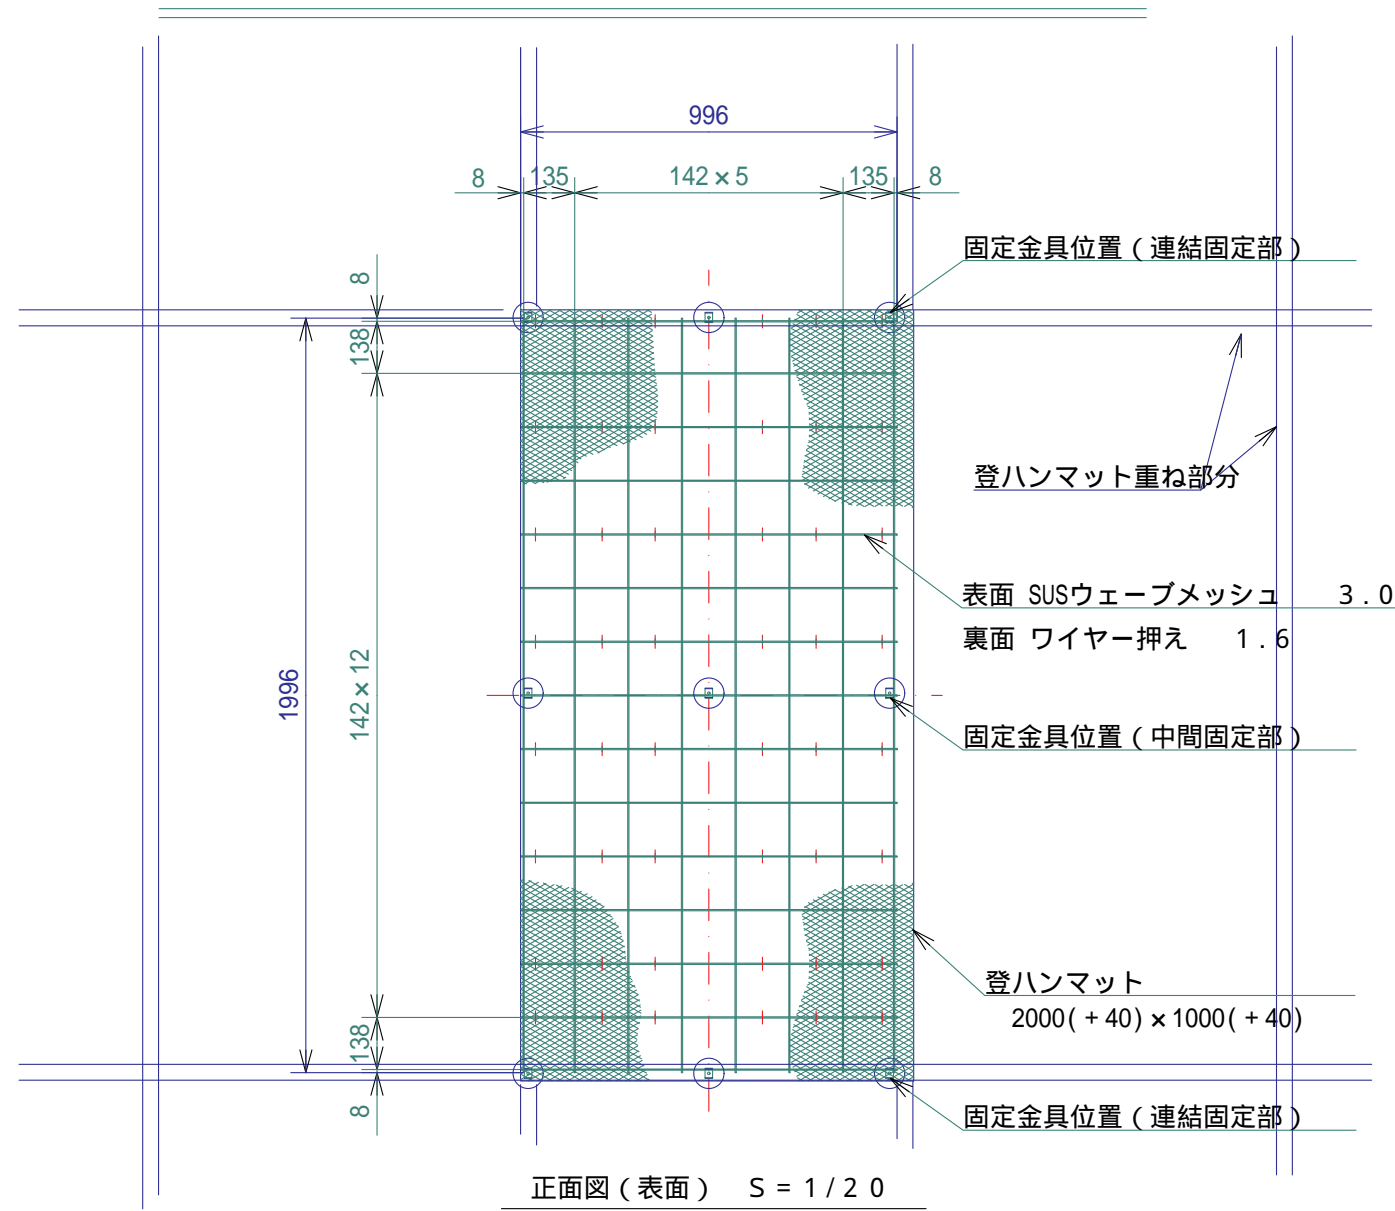 996
8 135 142×5 135 8
固定金具位置（連結固定部）
8
138
登ハンマット重ね部分
表面 SUSウェーブメッシュ 3.0
裏面 ワイヤー押え 1.6
142×12
1996
固定金具位置（中間固定部）
登ハンマット
2000(+40)×1000(+40)
138
8
固定金具位置（連結固定部）
正面図（表面） S=1/20